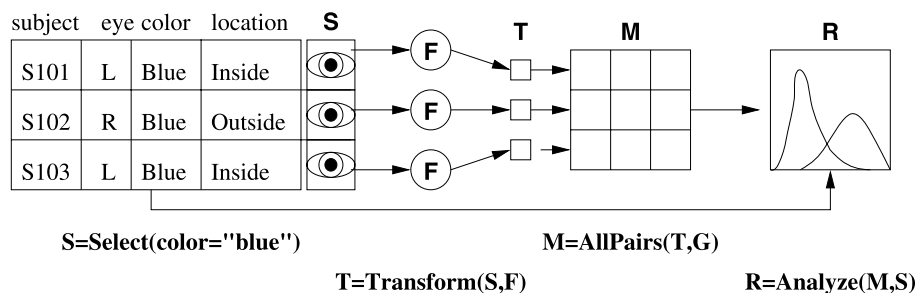 subject eye color location S
T M R
S101 L Blue Inside F
S102 R Blue Outside F
S103 L Blue Inside F
S=Select(color="blue") M=AllPairs(T,G)
T=Transform(S,F) R=Analyze(M,S)